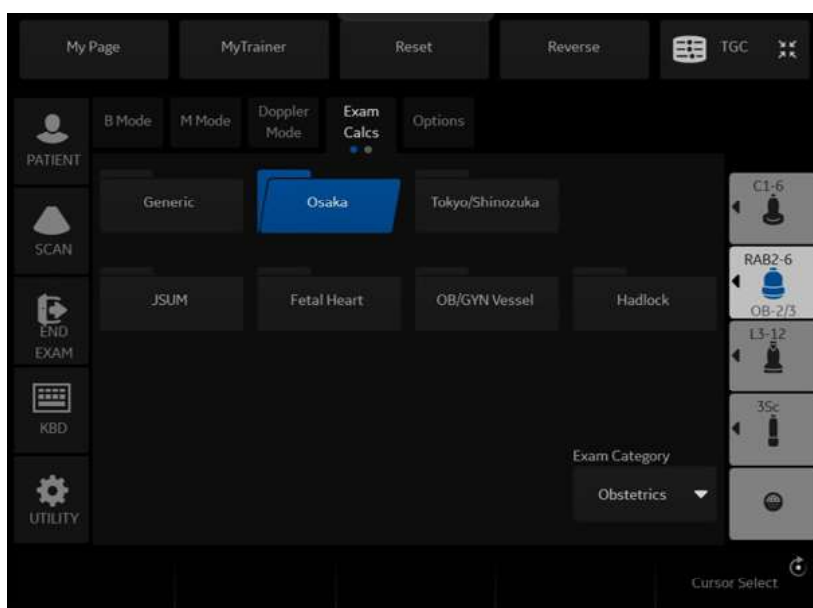 My Page
MyTrainer
Reset
Reverse
TGC
PATIENT
SCAN
END
EXAM
KBD
UTILITY
B Mode
M Mode
Doppler
Mode
Exam
Calcs
Options
Generic
Osaka
Tokyo/Shinozuka
JSUM
Fetal Heart
OB/GYN Vessel
Hadlock
Exam Category
Obstetrics
C1-6
RAB2-6
OB-2/3
L3-12
3Sc
Cursor Select